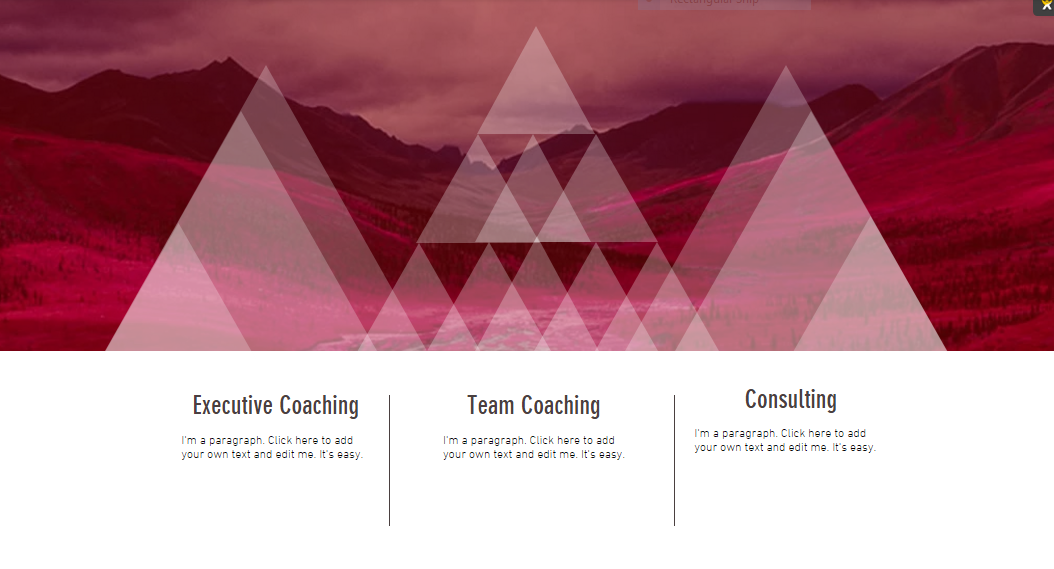 Executive Coaching
I'm a paragraph. Click here to add
your own text and edit me. It's easy.
Team Coaching
I'm a paragraph. Click here to add
your own text and edit me. It's easy.
Consulting
I'm a paragraph. Click here to add
your own text and edit me. It's easy.